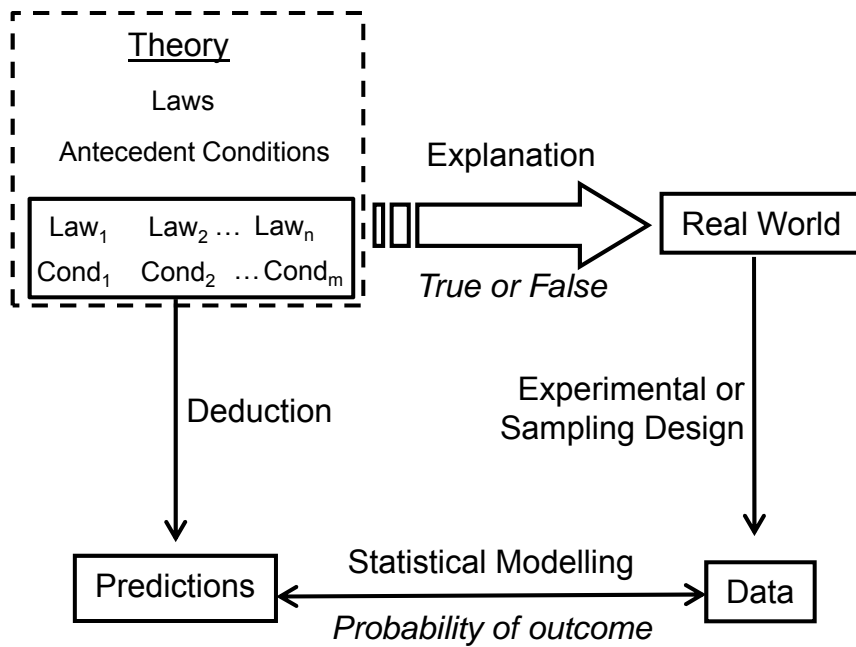 Theory
Laws
Antecedent Conditions
Law₁ Law₂ … Lawₙ
Cond₁ Cond₂ … Condₘ
Explanation
True or False
Real World
Deduction
Experimental or
Sampling Design
Predictions
Statistical Modelling
Probability of outcome
Data